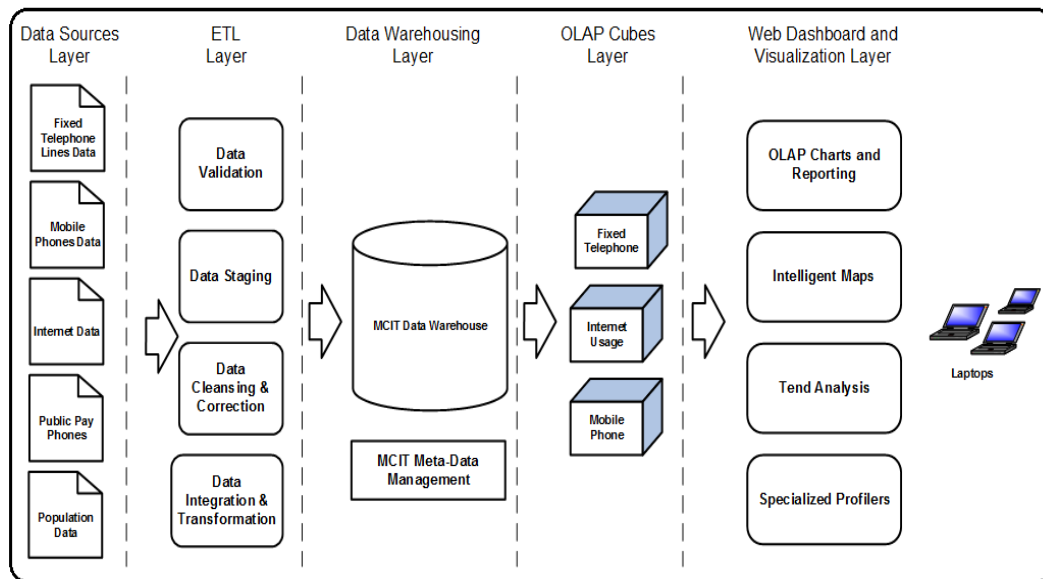 Data Sources
Layer
ETL
Layer
Data Warehousing
Layer
OLAP Cubes
Layer
Web Dashboard and
Visualization Layer
Fixed
Telephone
Lines Data
Mobile
Phones Data
Internet Data
Public Pay
Phones
Population
Data
Data
Validation
Data Staging
Data
Cleansing &
Correction
Data
Integration &
Transformation
MCIT Data Warehouse
MCIT Meta-Data
Management
Fixed
Telephone
Internet
Usage
Mobile
Phone
OLAP Charts and
Reporting
Intelligent Maps
Tend Analysis
Specialized Profilers
Laptops